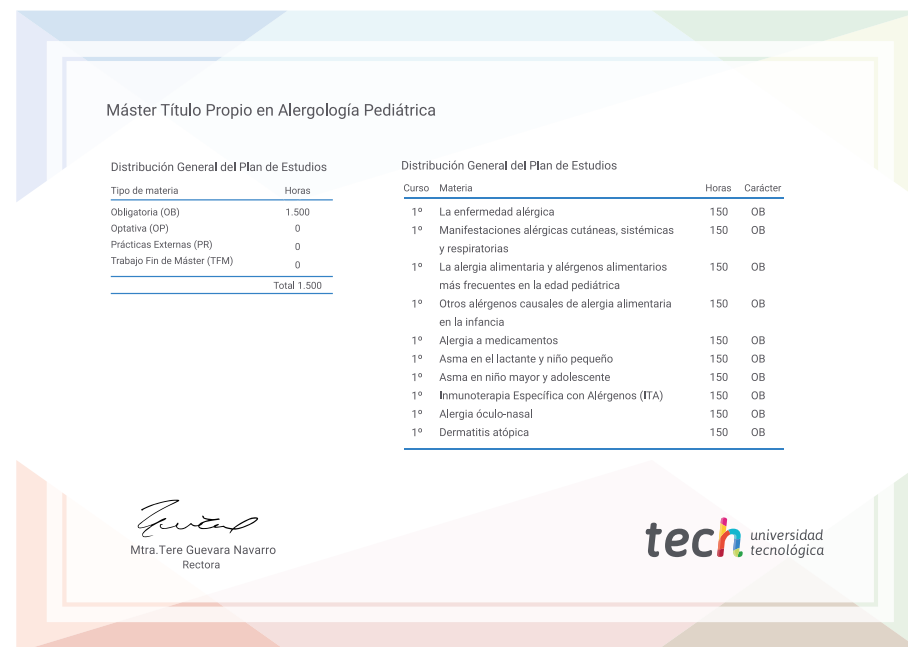 Máster Título Propio en Alergología Pediátrica
Distribución General del Plan de Estudios
Tipo de materia Horas
Obligatoria (OB) 1.500
Optativa (OP) 0
Prácticas Externas (PR) 0
Trabajo Fin de Máster (TFM) 0
Total 1.500
Distribución General del Plan de Estudios
Curso Materia Horas Carácter
1º La enfermedad alérgica 150 OB
1º Manifestaciones alérgicas cutáneas, sistémicas 150 OB
y respiratorias
1º La alergia alimentaria y alérgenos alimentarios 150 OB
más frecuentes en la edad pediátrica
1º Otros alérgenos causales de alergia alimentaria 150 OB
en la infancia
1º Alergia a medicamentos 150 OB
1º Asma en el lactante y niño pequeño 150 OB
1º Asma en niño mayor y adolescente 150 OB
1º Inmunoterapia Específica con Alérgenos (ITA) 150 OB
1º Alergia óculo-nasal 150 OB
1º Dermatitis atópica 150 OB
Mtra.Tere Guevara Navarro
Rectora
tech universidad
tecnológica